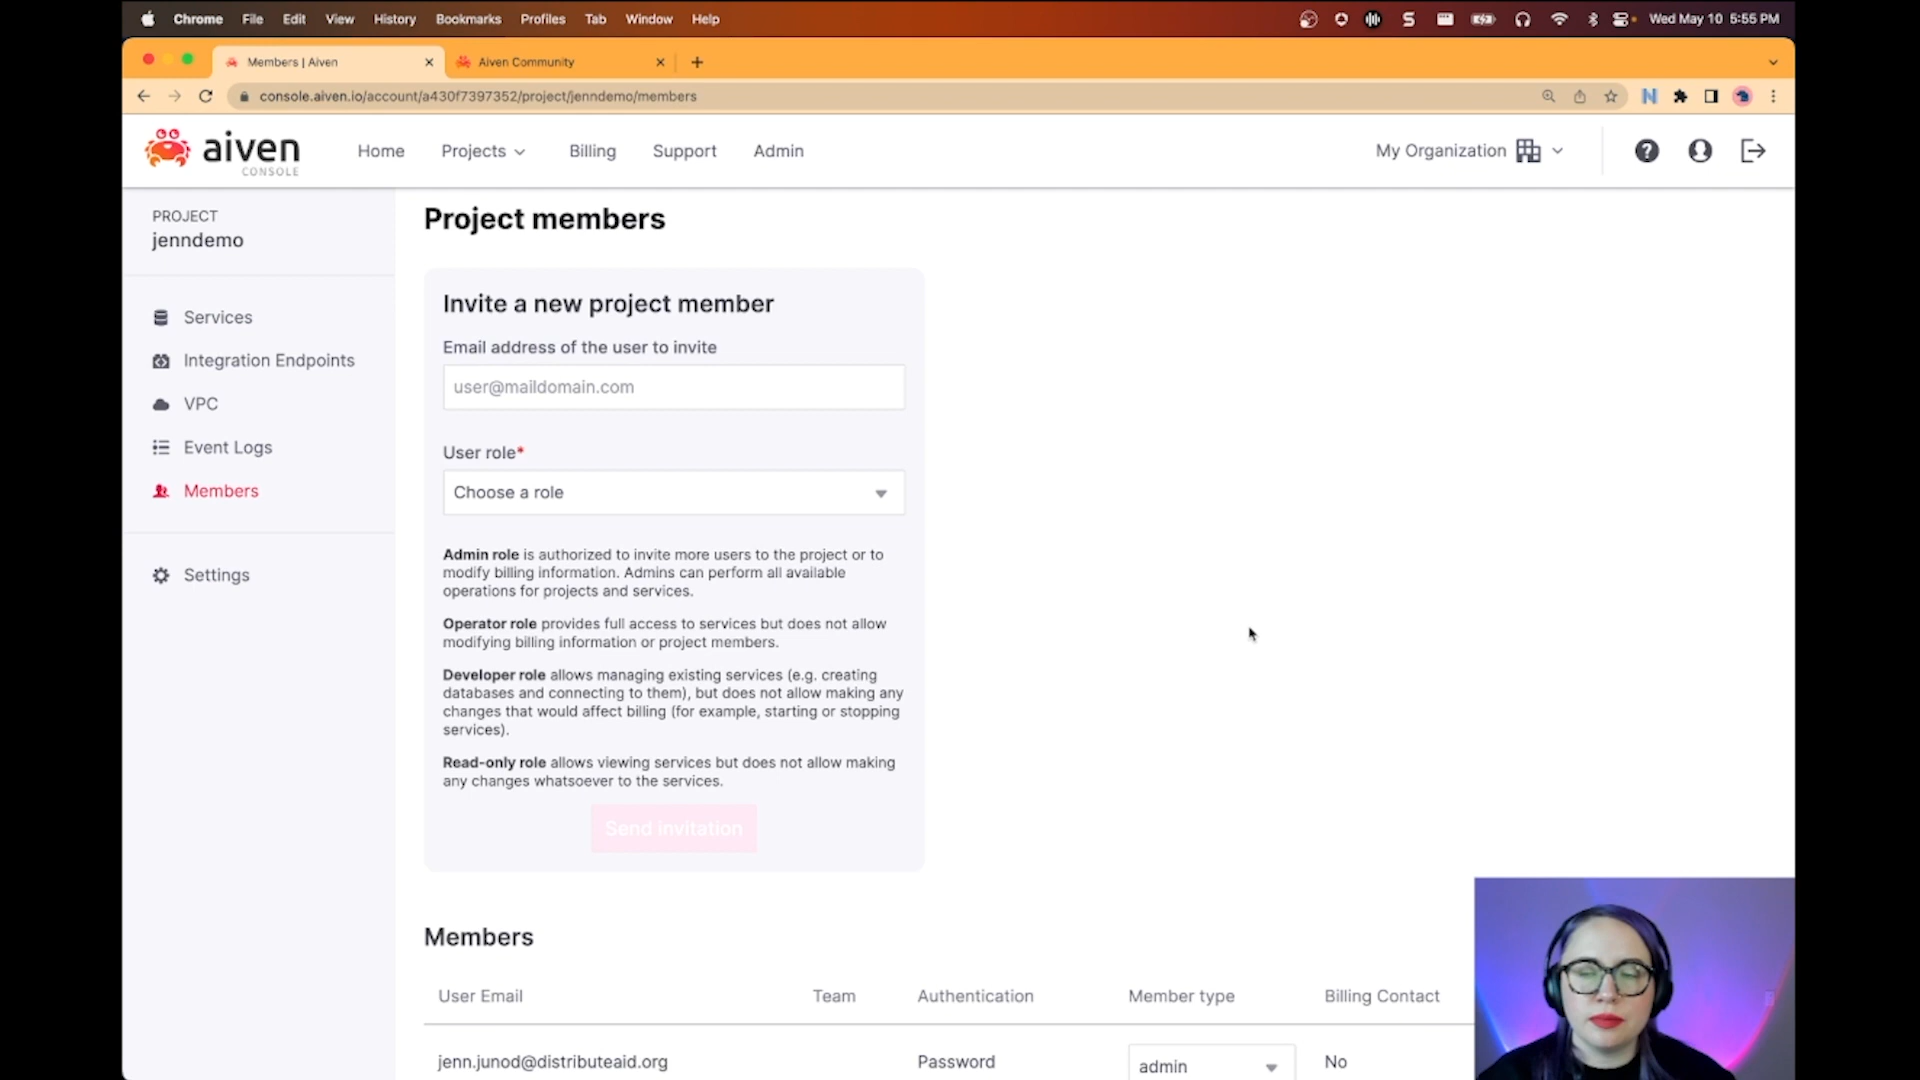 Chrome File Edit View History Bookmarks Profiles Tab Window Help
Wed May 10 5:55 PM
Members | Aiven
Aiven Community
console.aiven.io/account/a430f7397352/project/jenndemo/members
aiven
CONSOLE
Home Projects Billing Support Admin
My Organization
PROJECT
jenndemo
Services
Integration Endpoints
VPC
Event Logs
Members
Settings
Project members
Invite a new project member
Email address of the user to invite
user@maildomain.com
User role*
Choose a role
Admin role is authorized to invite more users to the project or to
modify billing information. Admins can perform all available
operations for projects and services.
Operator role provides full access to services but does not allow
modifying billing information or project members.
Developer role allows managing existing services (e.g. creating
databases and connecting to them), but does not allow making any
changes that would affect billing (for example, starting or stopping
services).
Read-only role allows viewing services but does not allow making
any changes whatsoever to the services.
Send invitation
Members
User Email Team Authentication Member type Billing Contact
jenn.junod@distributeaid.org Password admin No